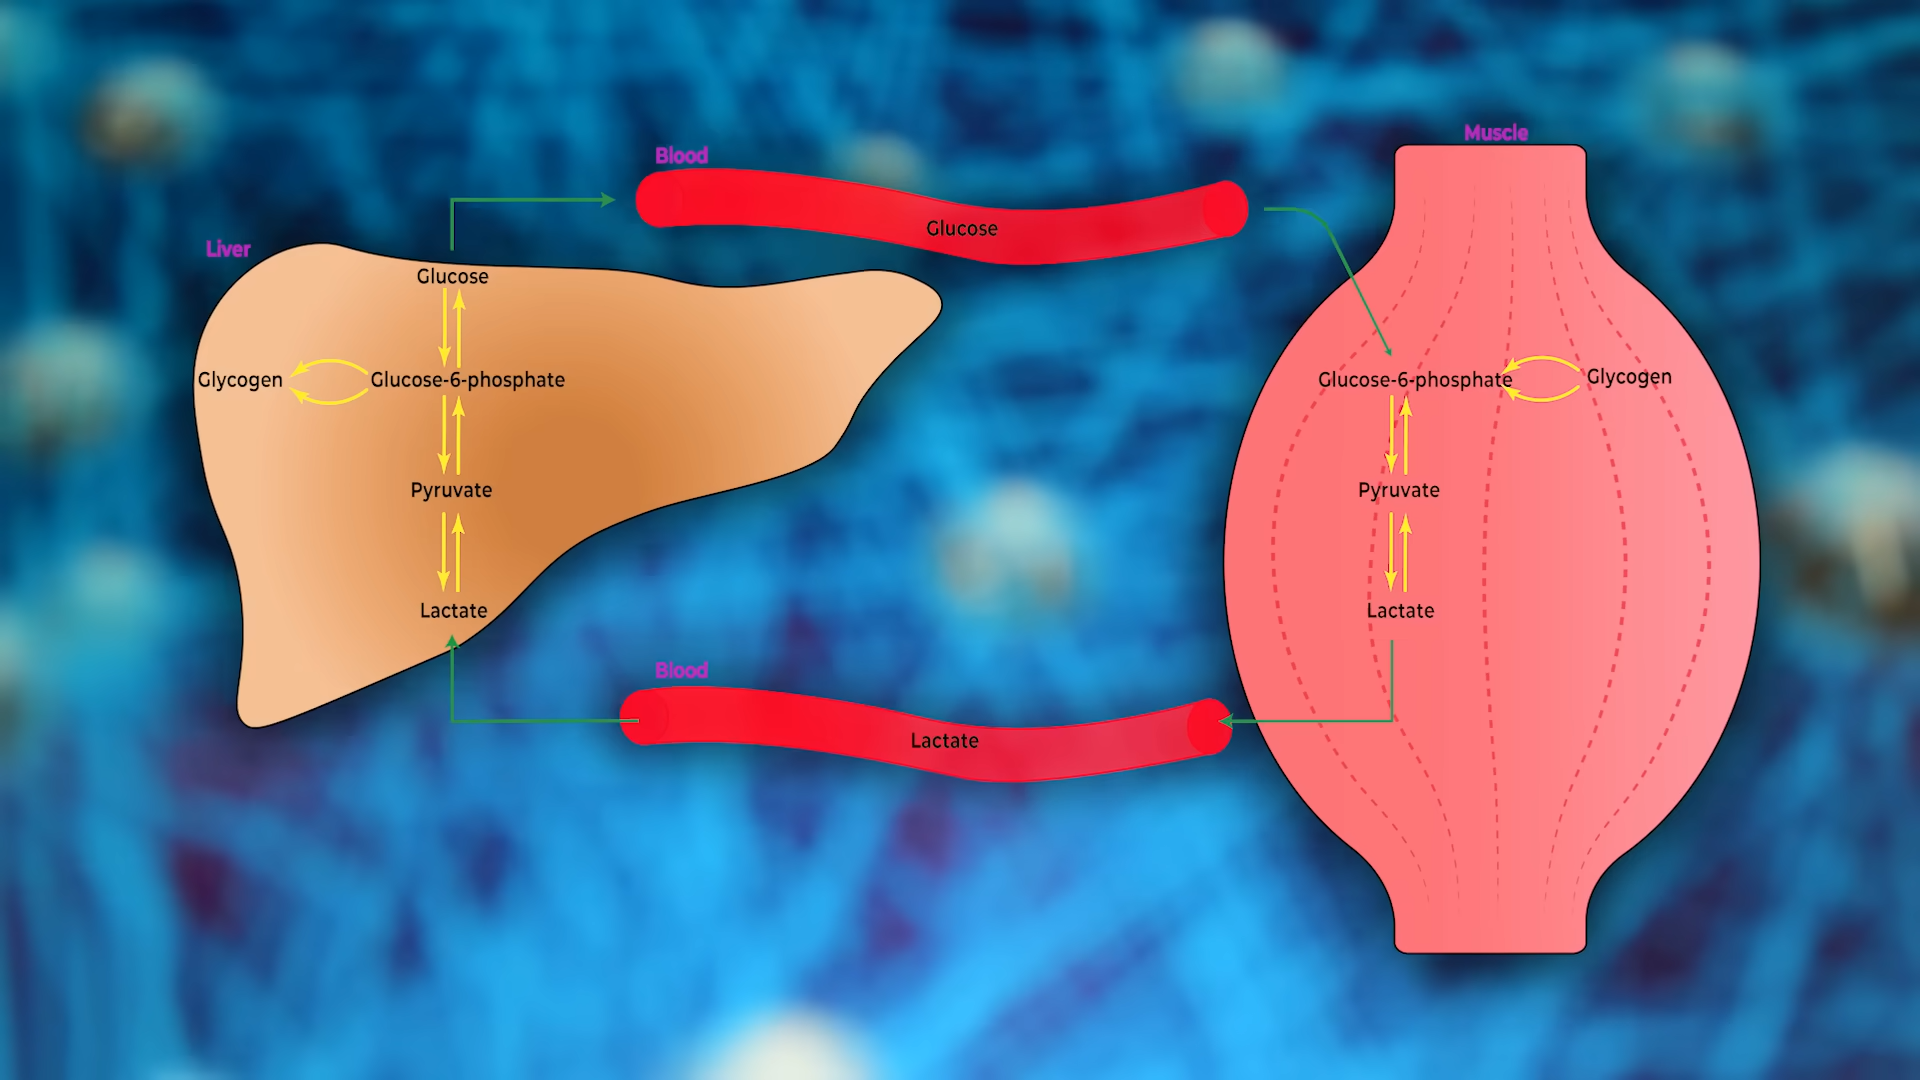 Muscle
Blood
Glucose
Liver
Glucose
Glycogen
Glucose-6-phosphate
Glucose-6-phosphate
Glycogen
Pyruvate
Pyruvate
Lactate
Lactate
Blood
Lactate